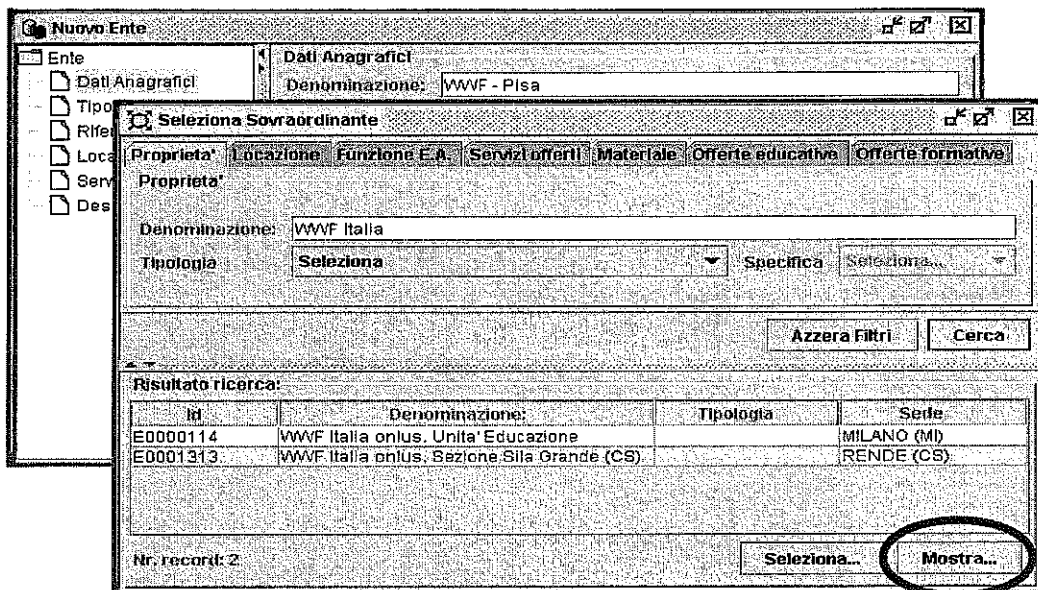 Nuovo Ente
Ente
Dati Anagrafici
Dati Anagrafici
Denominazione: WWF - Pisa
Tipo
Rifer
Loca
Serv
Des
Seleziona Sovraordinante
Proprieta' Locazione Funzione E.A. Servizi offerti Materiale Offerte educative Offerte formative
Proprieta'
Denominazione: WWF Italia
Tipologia Seleziona Specifica Seleziona...
Azzera Filtri Cerca
Risultato ricerca:
Id Denominazione: Tipologia Sede
E0000114 WWF Italia onlus, Unita' Educazione MILANO (MI)
E0001313 WWF Italia onlus, Sezione Sila Grande (CS) RENDE (CS)
Nr. record: 2 Seleziona... Mostra...